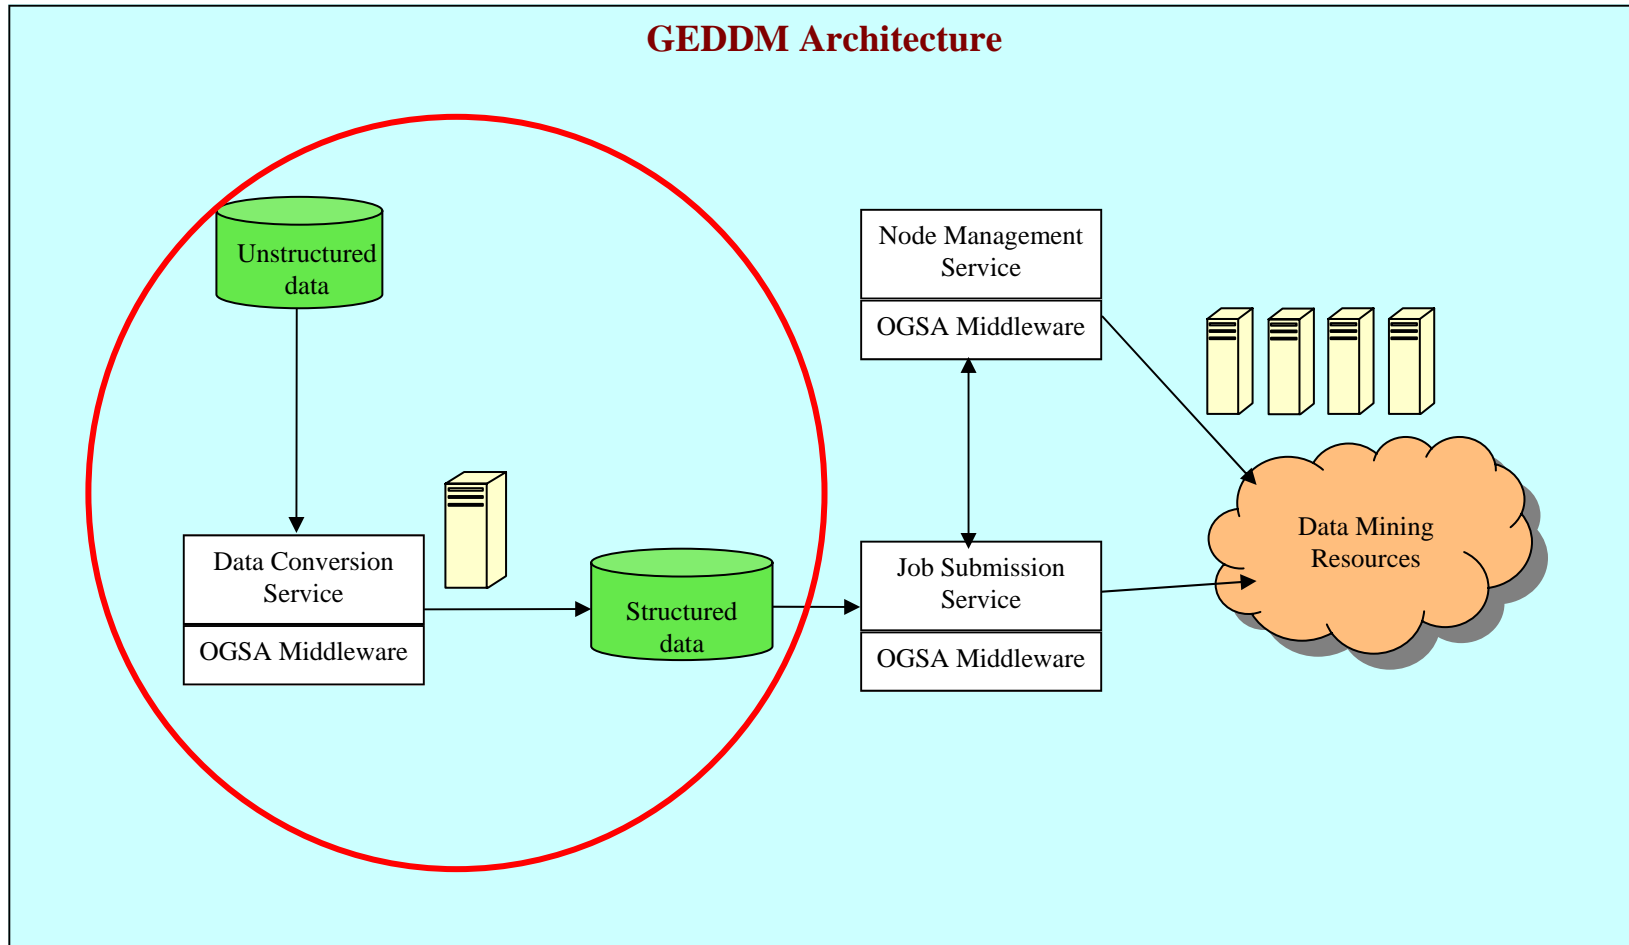 GEDDM Architecture
Unstructured
data
Data Conversion
Service
OGSA Middleware
Structured
data
Node Management
Service
OGSA Middleware
Job Submission
Service
OGSA Middleware
Data Mining
Resources